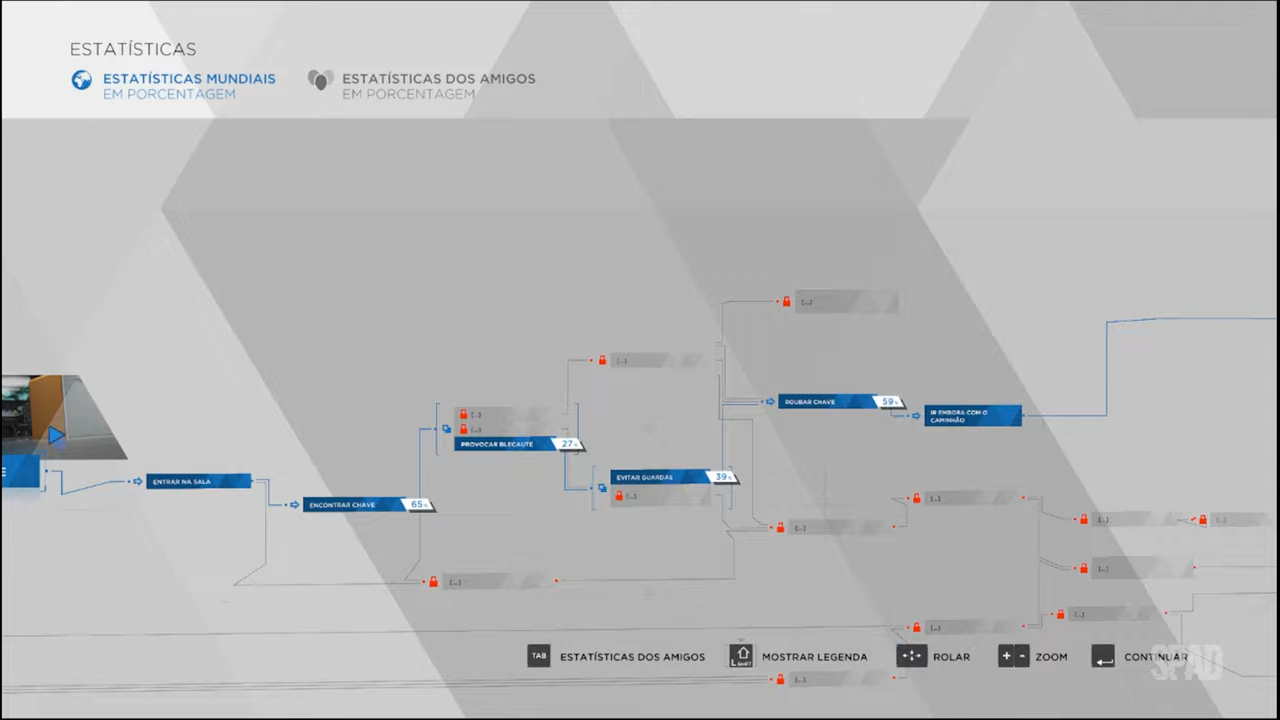 ESTATÍSTICAS
ESTATÍSTICAS MUNDIAIS
EM PORCENTAGEM
ESTATÍSTICAS DOS AMIGOS
EM PORCENTAGEM
[...]
[...]
ROUBAR CHAVE 59%
IR EMBORA COM O
CAMINHÃO
[...]
[...]
PROVOCAR BLECAUTE 27%
E
ENTRAR NA SALA
EVITAR GUARDAS 39%
[...]
ENCONTRAR CHAVE 65%
[...]
[...]
[...]
[...]
[...]
[...]
[...]
[...]
TAB ESTATÍSTICAS DOS AMIGOS
L SHIFT MOSTRAR LEGENDA
ROLAR
+ - ZOOM
CONTINUAR
SPAD
[...]